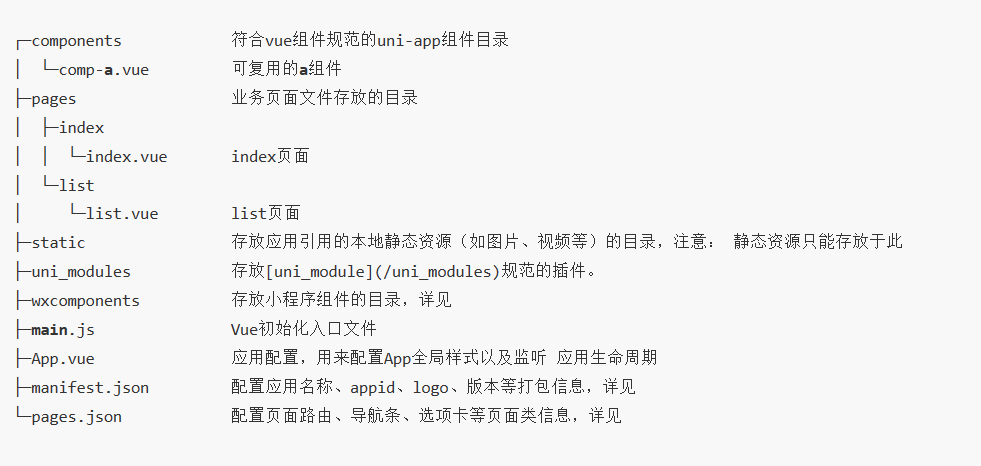 ┌─components            符合vue组件规范的uni-app组件目录
│  └─comp-a.vue         可复用的a组件
├─pages                 业务页面文件存放的目录
│  ├─index
│  │  └─index.vue       index页面
│  └─list
│     └─list.vue        list页面
├─static                存放应用引用的本地静态资源（如图片、视频等）的目录，注意： 静态资源只能存放于此
├─uni_modules           存放[uni_module](/uni_modules)规范的插件。
├─wxcomponents          存放小程序组件的目录，详见
├─main.js               Vue初始化入口文件
├─App.vue               应用配置，用来配置App全局样式以及监听 应用生命周期
├─manifest.json         配置应用名称、appid、logo、版本等打包信息，详见
└─pages.json            配置页面路由、导航条、选项卡等页面类信息，详见